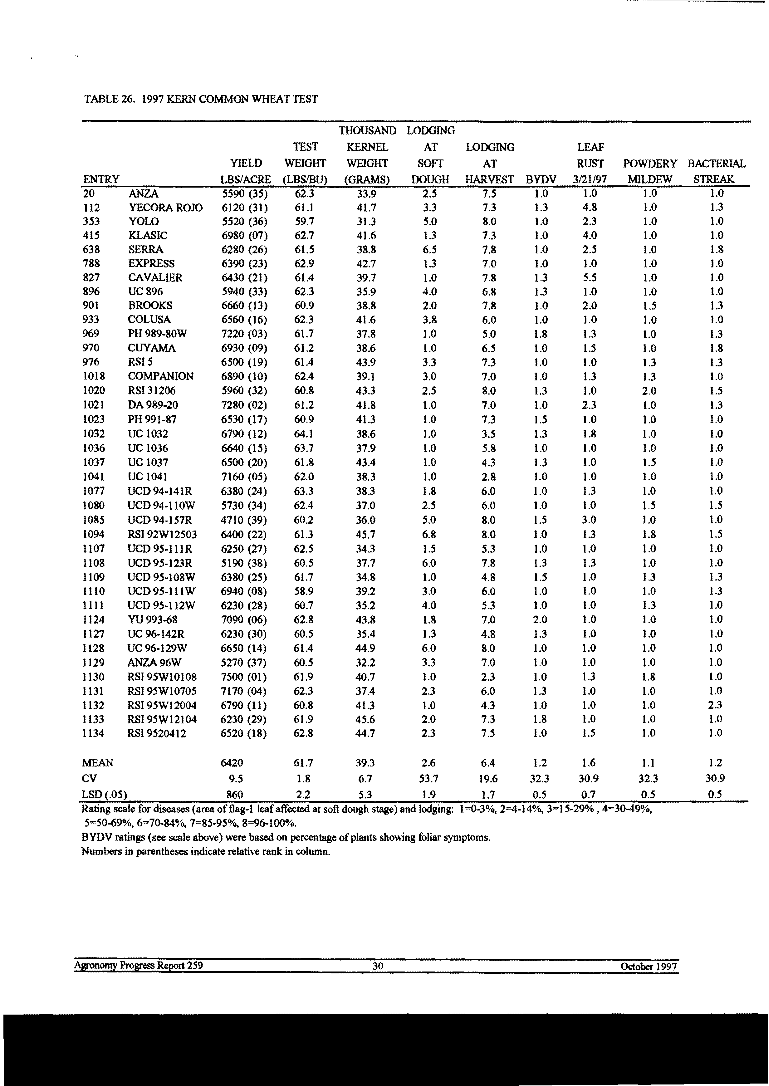 TABLE 26. 1997 KERN COMMON WHEAT TEST
THOUSAND LODGING
TEST KERNEL AT LODGING LEAF
YIELD WEIGHT WEIGHT SOFT AT RUST POWDERY BACTERIAL
ENTRY LBS/ACRE (LBS/BU) (GRAMS) DOUGH HARVEST BYDV 3/21/97 MILDEW STREAK
20 ANZA 5590 (35) 62.3 33.9 2.5 7.5 1.0 1.0 1.0 1.0
112 YECORA ROJO 6120 (31) 61.1 41.7 3.3 7.3 1.3 4.8 1.0 1.3
353 YOLO 5520 (36) 59.7 31.3 5.0 8.0 1.0 2.3 1.0 1.0
415 KLASIC 6980 (07) 62.7 41.6 1.3 7.3 1.0 4.0 1.0 1.0
638 SERRA 6280 (26) 61.5 38.8 6.5 7.8 1.0 2.5 1.0 1.8
788 EXPRESS 6390 (23) 62.9 42.7 1.3 7.0 1.0 1.0 1.0 1.0
827 CAVALIER 6430 (21) 61.4 39.7 1.0 7.8 1.3 5.5 1.0 1.0
896 UC 896 5940 (33) 62.3 35.9 4.0 6.8 1.3 1.0 1.0 1.0
901 BROOKS 6660 (13) 60.9 38.8 2.0 7.8 1.0 2.0 1.5 1.3
933 COLUSA 6560 (16) 62.3 41.6 3.8 6.0 1.0 1.0 1.0 1.0
969 PH 989-80W 7220 (03) 61.7 37.8 1.0 5.0 1.8 1.3 1.0 1.3
970 CUYAMA 6930 (09) 61.2 38.6 1.0 6.5 1.0 1.5 1.0 1.8
976 RSI 5 6500 (19) 61.4 43.9 3.3 7.3 1.0 1.0 1.3 1.3
1018 COMPANION 6890 (10) 62.4 39.1 3.0 7.0 1.0 1.3 1.3 1.0
1020 RSI 31206 5960 (32) 60.8 43.3 2.5 8.0 1.3 1.0 2.0 1.5
1021 DA 989-20 7280 (02) 61.2 41.8 1.0 7.0 1.0 2.3 1.0 1.3
1023 PH 991-87 6530 (17) 60.9 41.3 1.0 7.3 1.5 1.0 1.0 1.0
1032 UC 1032 6790 (12) 64.1 38.6 1.0 3.5 1.3 1.8 1.0 1.0
1036 UC 1036 6640 (15) 63.7 37.9 1.0 5.8 1.0 1.0 1.0 1.0
1037 UC 1037 6500 (20) 61.8 43.4 1.0 4.3 1.3 1.0 1.5 1.0
1041 UC 1041 7160 (05) 62.0 38.3 1.0 2.8 1.0 1.0 1.0 1.0
1077 UCD 94-141R 6380 (24) 63.3 38.3 1.8 6.0 1.0 1.3 1.0 1.0
1080 UCD 94-110W 5730 (34) 62.4 37.0 2.5 6.0 1.0 1.0 1.5 1.5
1085 UCD 94-157R 4710 (39) 60.2 36.0 5.0 8.0 1.5 3.0 1.0 1.0
1094 RSI 92W12503 6400 (22) 61.3 45.7 6.8 8.0 1.0 1.3 1.8 1.5
1107 UCD 95-111R 6250 (27) 62.5 34.3 1.5 5.3 1.0 1.0 1.0 1.0
1108 UCD 95-123R 5190 (38) 60.5 37.7 6.0 7.8 1.3 1.3 1.0 1.0
1109 UCD 95-108W 6380 (25) 61.7 34.8 1.0 4.8 1.5 1.0 1.3 1.3
1110 UCD 95-111W 6940 (08) 58.9 39.2 3.0 6.0 1.0 1.0 1.0 1.3
1111 UCD 95-112W 6230 (28) 60.7 35.2 4.0 5.3 1.0 1.0 1.3 1.0
1124 YU 993-68 7090 (06) 62.8 43.8 1.8 7.0 2.0 1.0 1.0 1.0
1127 UC 96-142R 6230 (30) 60.5 35.4 1.3 4.8 1.3 1.0 1.0 1.0
1128 UC 96-129W 6650 (14) 61.4 44.9 6.0 8.0 1.0 1.0 1.0 1.0
1129 ANZA 96W 5270 (37) 60.5 32.2 3.3 7.0 1.0 1.0 1.0 1.0
1130 RSI 95W10108 7500 (01) 61.9 40.7 1.0 2.3 1.0 1.3 1.8 1.0
1131 RSI 95W10705 7170 (04) 62.3 37.4 2.3 6.0 1.3 1.0 1.0 1.0
1132 RSI 95W12004 6790 (11) 60.8 41.3 1.0 4.3 1.0 1.0 1.0 2.3
1133 RSI 95W12104 6230 (29) 61.9 45.6 2.0 7.3 1.8 1.0 1.0 1.0
1134 RSI 9520412 6520 (18) 62.8 44.7 2.3 7.5 1.0 1.5 1.0 1.0
MEAN 6420 61.7 39.3 2.6 6.4 1.2 1.6 1.1 1.2
CV 9.5 1.8 6.7 53.7 19.6 32.3 30.9 32.3 30.9
LSD (.05) 860 2.2 5.3 1.9 1.7 0.5 0.7 0.5 0.5
Rating scale for diseases (area of flag-1 leaf affected at soft dough stage) and lodging: 1=0-3%, 2=4-14%, 3=15-29% , 4=30-49%,
5=50-69%, 6=70-84%, 7=85-95%, 8=96-100%.
BYDV ratings (see scale above) were based on percentage of plants showing foliar symptoms.
Numbers in parentheses indicate relative rank in column.
Agronomy Progress Report 259 30 October 1997